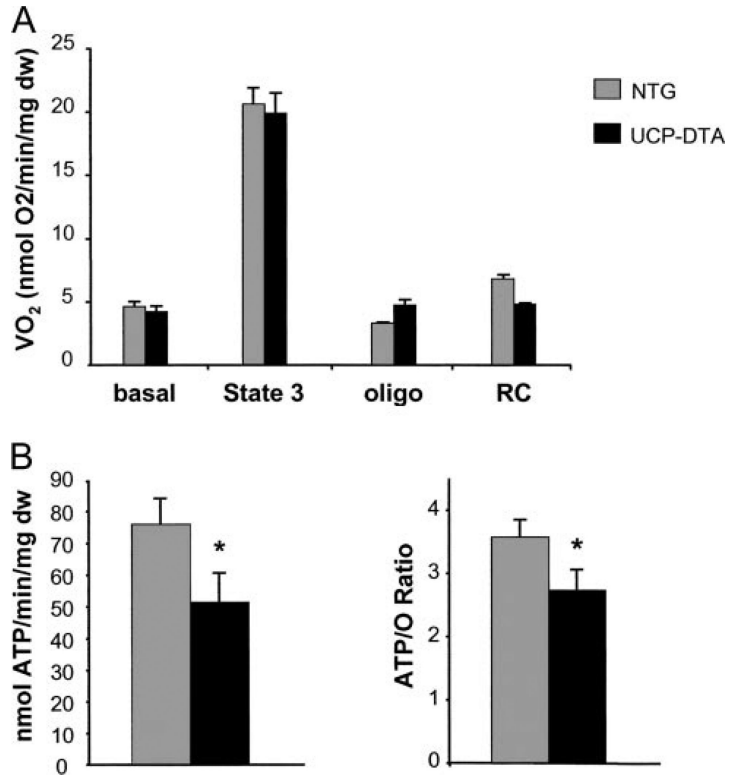 A
VO₂ (nmol O2/min/mg dw)
25
20
15
10
5
0
basal State 3 oligo RC
NTG
UCP-DTA
B
nmol ATP/min/mg dw
90
80
70
60
50
40
30
20
10
0
*
ATP/O Ratio
4
3
2
1
0
*